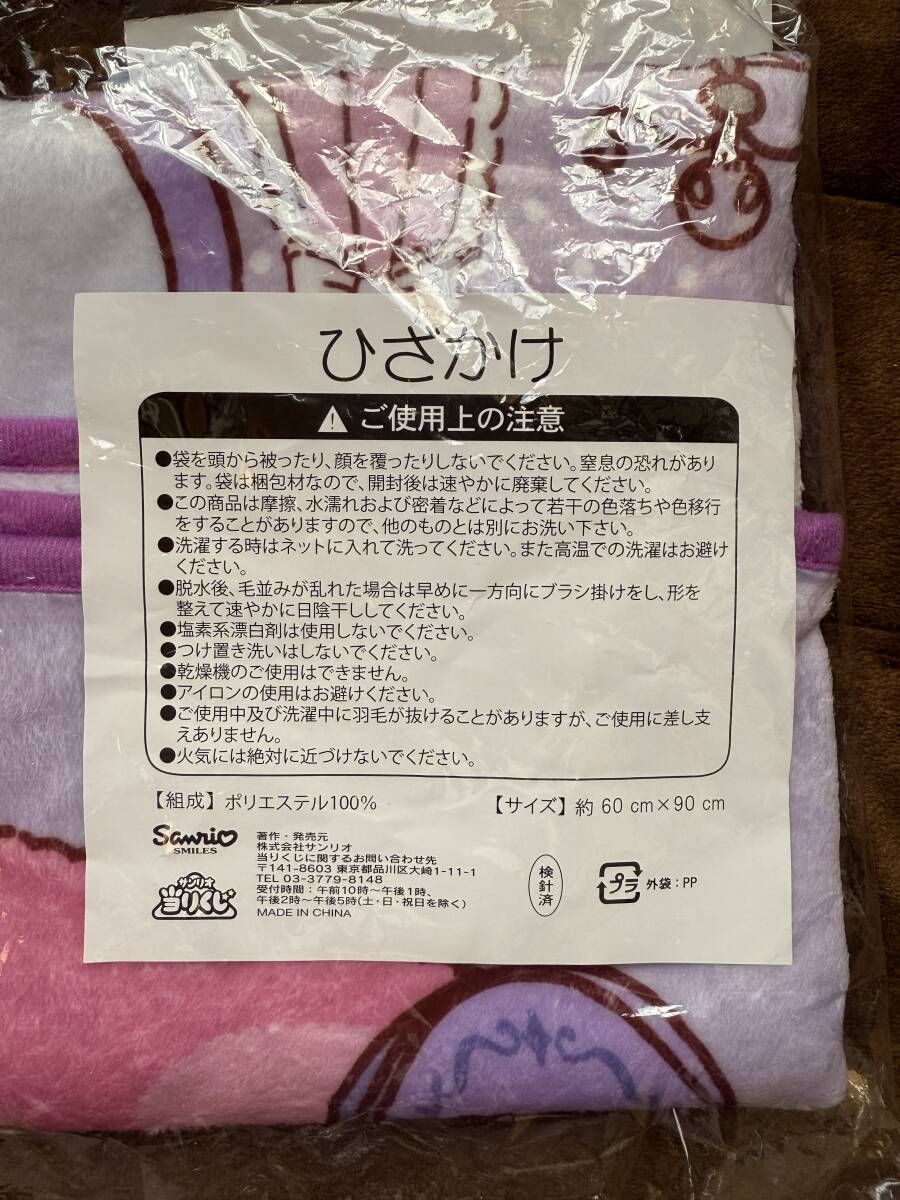 ひざかけ
ご使用上の注意
●袋を頭から被ったり、顔を覆ったりしないでください。窒息の恐れがあり
ます。袋は梱包材なので、開封後は速やかに廃棄してください。
●この商品は摩擦、水濡れおよび密着などによって若干の色落ちや色移行
をすることがありますので、他のものとは別にお洗い下さい。
●洗濯する時はネットに入れて洗ってください。また高温での洗濯はお避け
ください。
●脱水後、毛並みが乱れた場合は早めに一方向にブラシ掛けをし、形を
整えて速やかに日陰干ししてください。
●塩素系漂白剤は使用しないでください。
●つけ置き洗いはしないでください。
●乾燥機のご使用はできません。
●アイロンの使用はお避けください。
●ご使用中及び洗濯中に羽毛が抜けることがありますが、ご使用に差し支
えありません。
●火気には絶対に近づけないでください。
【組成】ポリエステル100%
【サイズ】約 60 cm×90 cm
Sanrio
SMILES
サンリオ
当りくじ
著作・発売元
株式会社サンリオ
当りくじに関するお問い合わせ先
〒141-8603 東京都品川区大崎1-11-1
TEL 03-3779-8148
受付時間：午前10時～午後1時、
午後2時～午後5時(土・日・祝日を除く)
MADE IN CHINA
検針済
プラ
外袋：PP